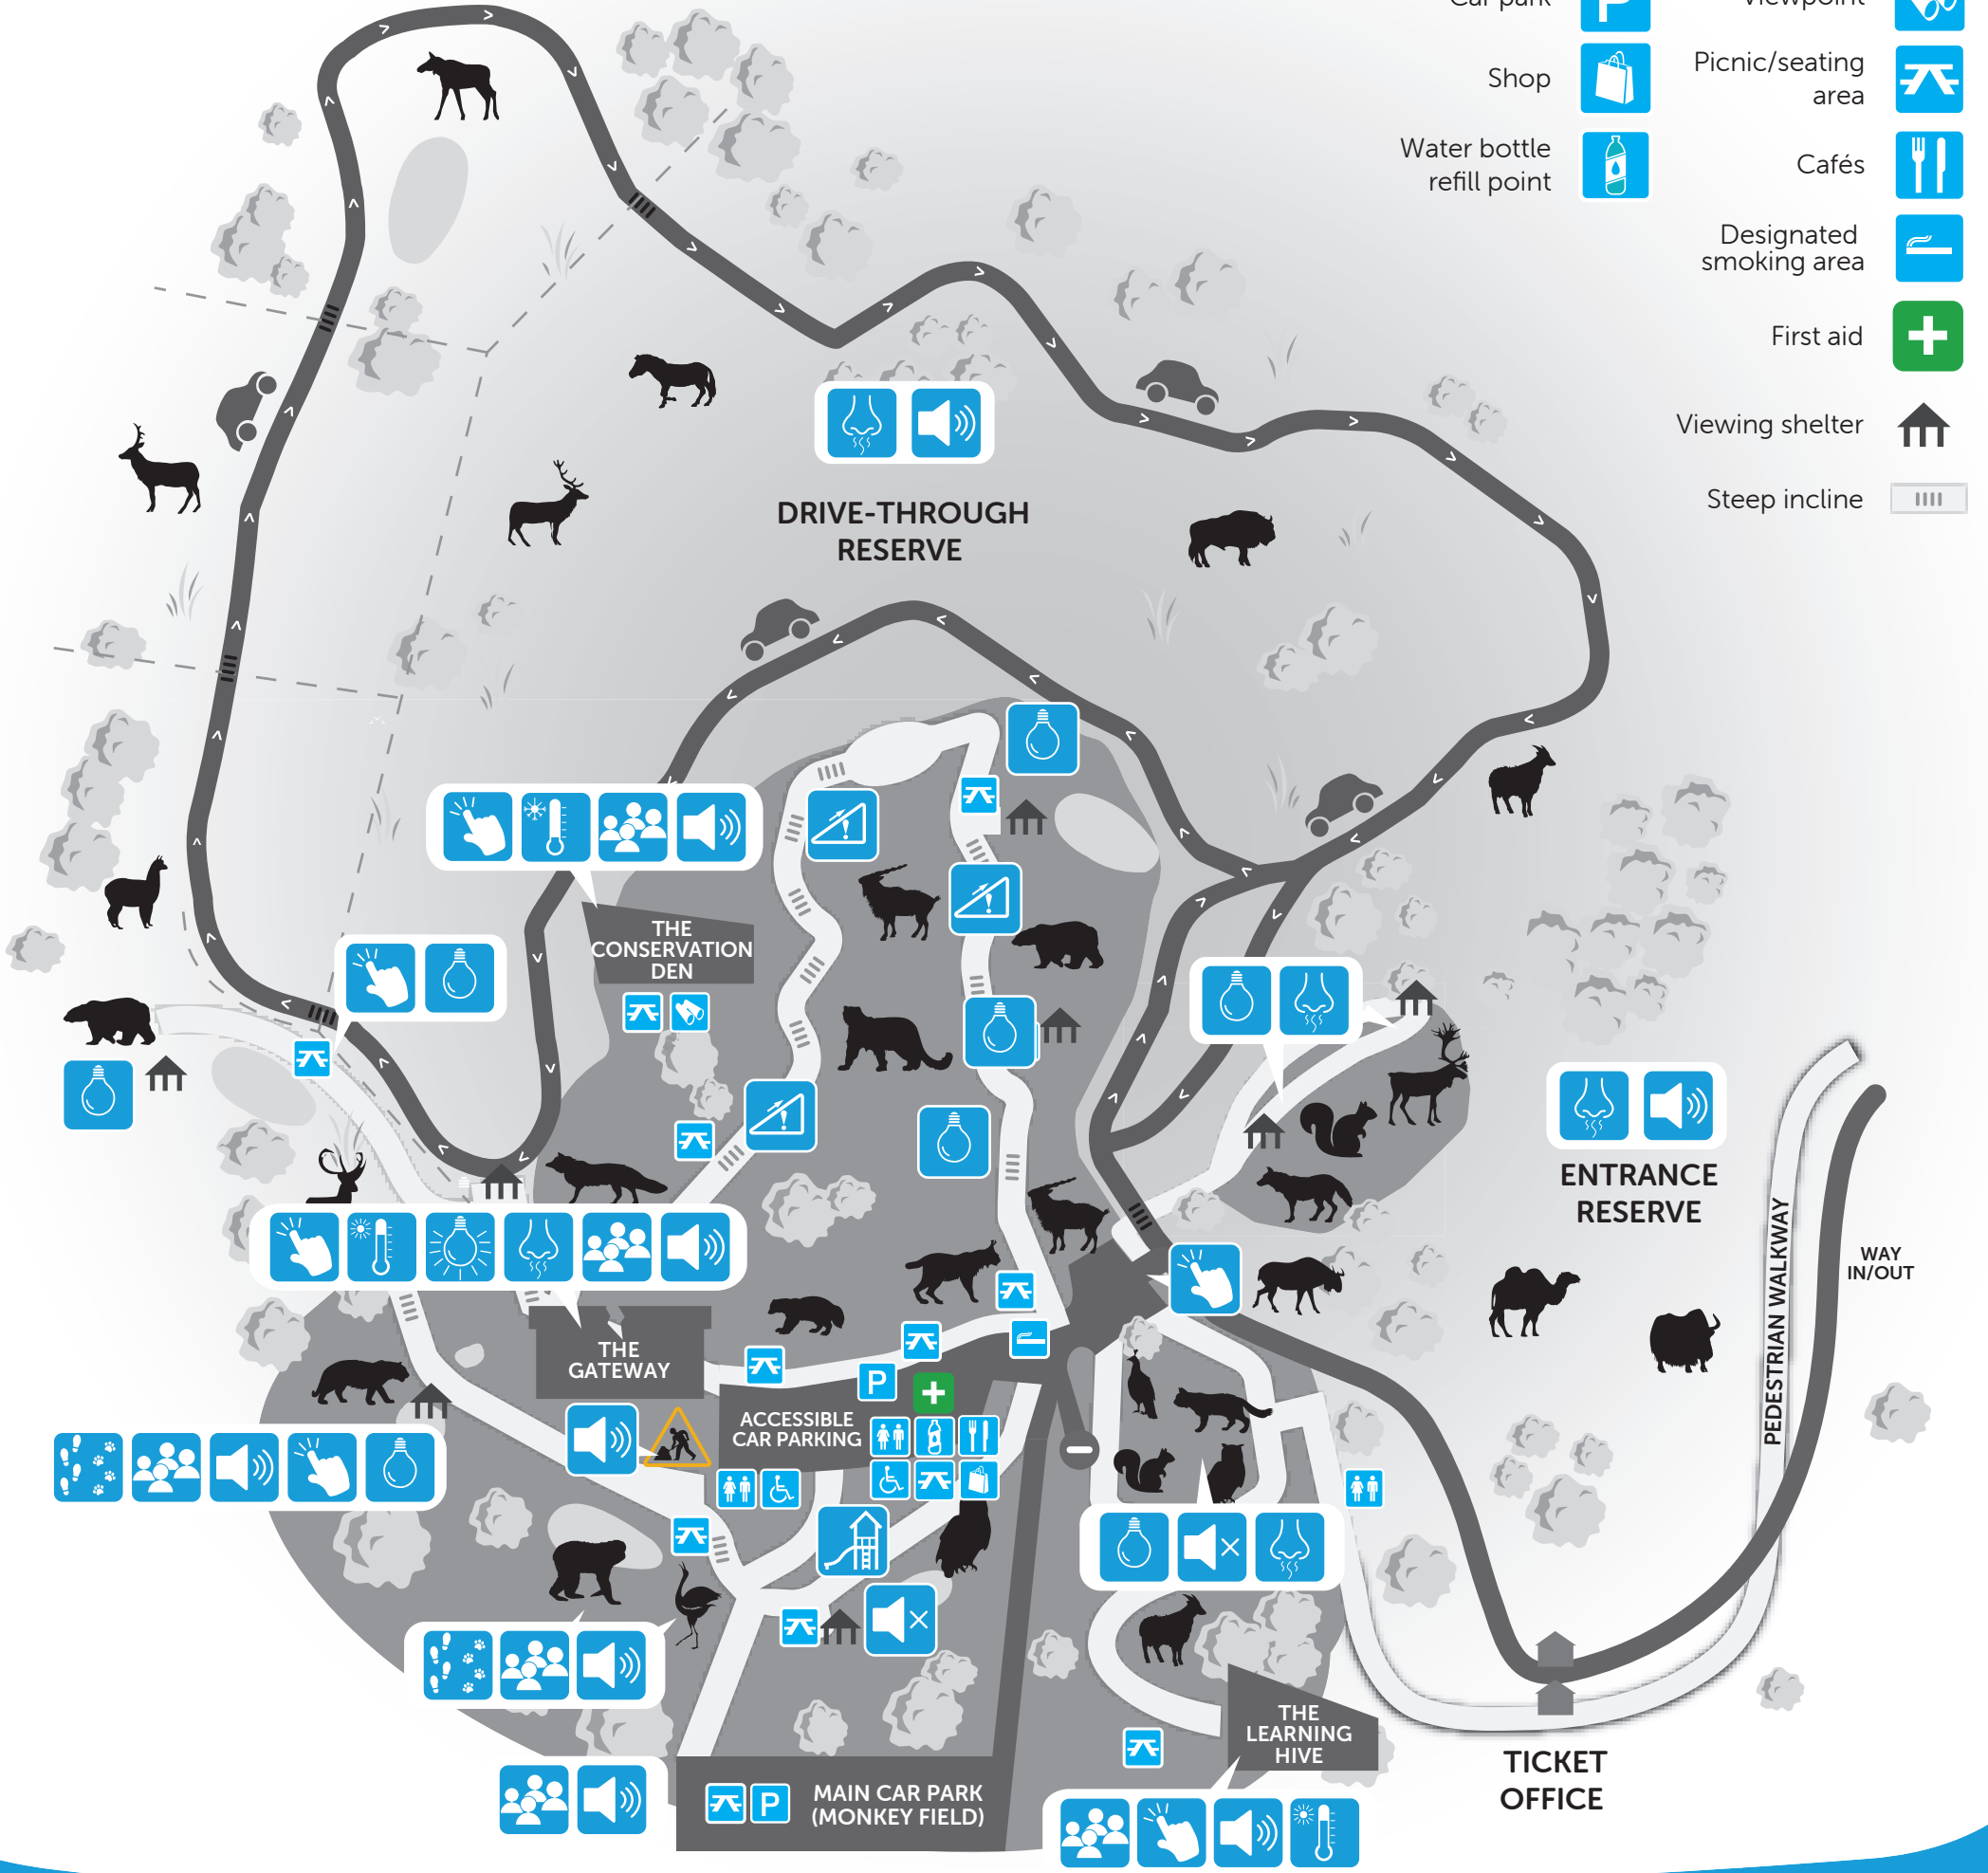 Car park
Viewpoint
Shop
Picnic/seating
area
Water bottle
refill point
Cafés
Designated
smoking area
First aid
Viewing shelter
Steep incline
DRIVE-THROUGH
RESERVE
THE
CONSERVATION
DEN
ENTRANCE
RESERVE
PEDESTRIAN WALKWAY
WAY
IN/OUT
THE
GATEWAY
P
ACCESSIBLE
CAR PARKING
THE
LEARNING
HIVE
TICKET
OFFICE
P
MAIN CAR PARK
(MONKEY FIELD)